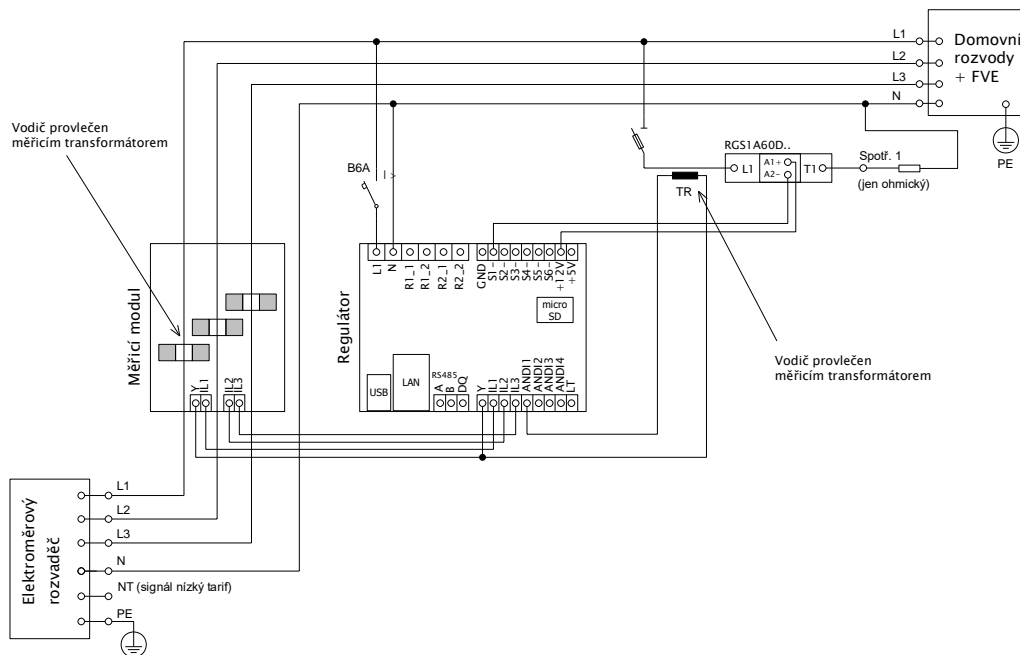 L1
L2
L3
N
Domovní
rozvody
+ FVE
PE
Vodič provlečen
měřicím transformátorem
B6A
I >
RGS1A60D..
L1
A1+
A2-
T1
Spotř. 1
(jen ohmický)
TR
Měřicí modul
Y
IL1
IL2
IL3
Regulátor
L1
N
R1_1
R1_2
R2_1
R2_2
GND
S1-
S2-
S3-
S4-
S5-
S6-
+12V
+5V
micro
SD
USB
LAN
RS485
A
B
DQ
Y
IL1
IL2
IL3
ANDI1
ANDI2
ANDI3
ANDI4
LT
Vodič provlečen
měřicím transformátorem
Elektroměrový
rozvaděč
L1
L2
L3
N
NT (signál nízký tarif)
PE